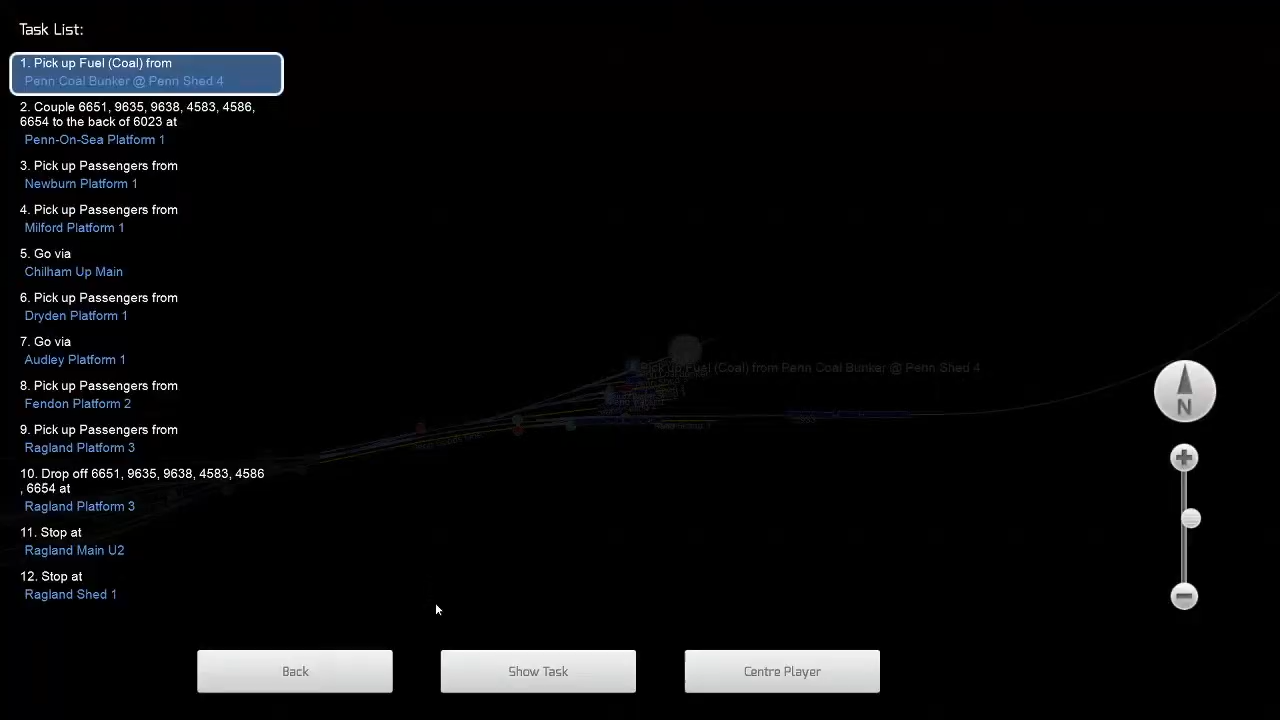 Task List:
1. Pick up Fuel (Coal) from
Penn Coal Bunker @ Penn Shed 4
2. Couple 6651, 9635, 9638, 4583, 4586,
6654 to the back of 6023 at
Penn-On-Sea Platform 1
3. Pick up Passengers from
Newburn Platform 1
4. Pick up Passengers from
Milford Platform 1
5. Go via
Chilham Up Main
6. Pick up Passengers from
Dryden Platform 1
7. Go via
Audley Platform 1
8. Pick up Passengers from
Fendon Platform 2
9. Pick up Passengers from
Ragland Platform 3
10. Drop off 6651, 9635, 9638, 4583, 4586
, 6654 at
Ragland Platform 3
11. Stop at
Ragland Main U2
12. Stop at
Ragland Shed 1
Pick up Fuel (Coal) from Penn Coal Bunker @ Penn Shed 4
N
Back
Show Task
Centre Player